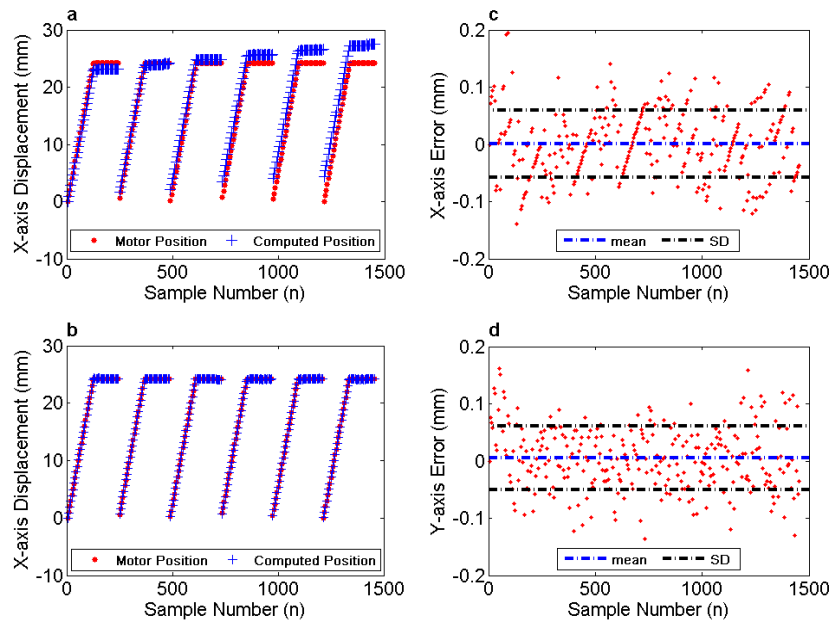 a
30
20
10
0
-10
X-axis Displacement (mm)
Motor Position Computed Position
0 500 1000 1500
Sample Number (n)
c
0.2
0.1
0
-0.1
-0.2
X-axis Error (mm)
mean SD
0 500 1000 1500
Sample Number (n)
b
30
20
10
0
-10
X-axis Displacement (mm)
Motor Position Computed Position
0 500 1000 1500
Sample Number (n)
d
0.2
0.1
0
-0.1
-0.2
Y-axis Error (mm)
mean SD
0 500 1000 1500
Sample Number (n)